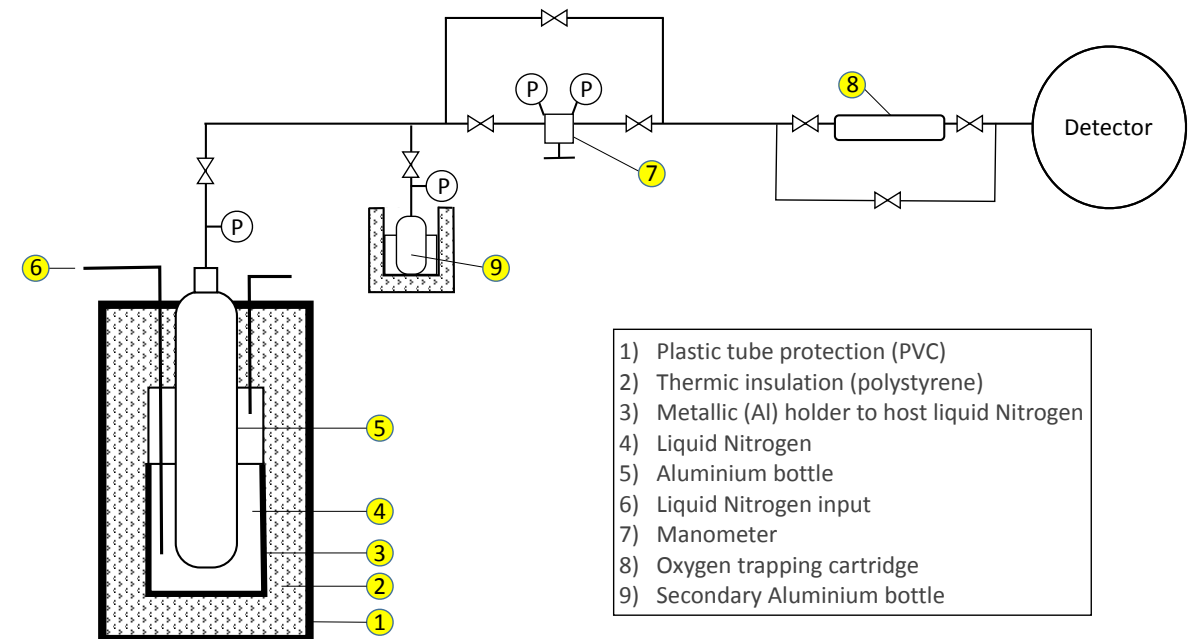 P
P
8
Detector
7
P
P
9
6
5
4
3
2
1
1) Plastic tube protection (PVC)
2) Thermic insulation (polystyrene)
3) Metallic (Al) holder to host liquid Nitrogen
4) Liquid Nitrogen
5) Aluminium bottle
6) Liquid Nitrogen input
7) Manometer
8) Oxygen trapping cartridge
9) Secondary Aluminium bottle